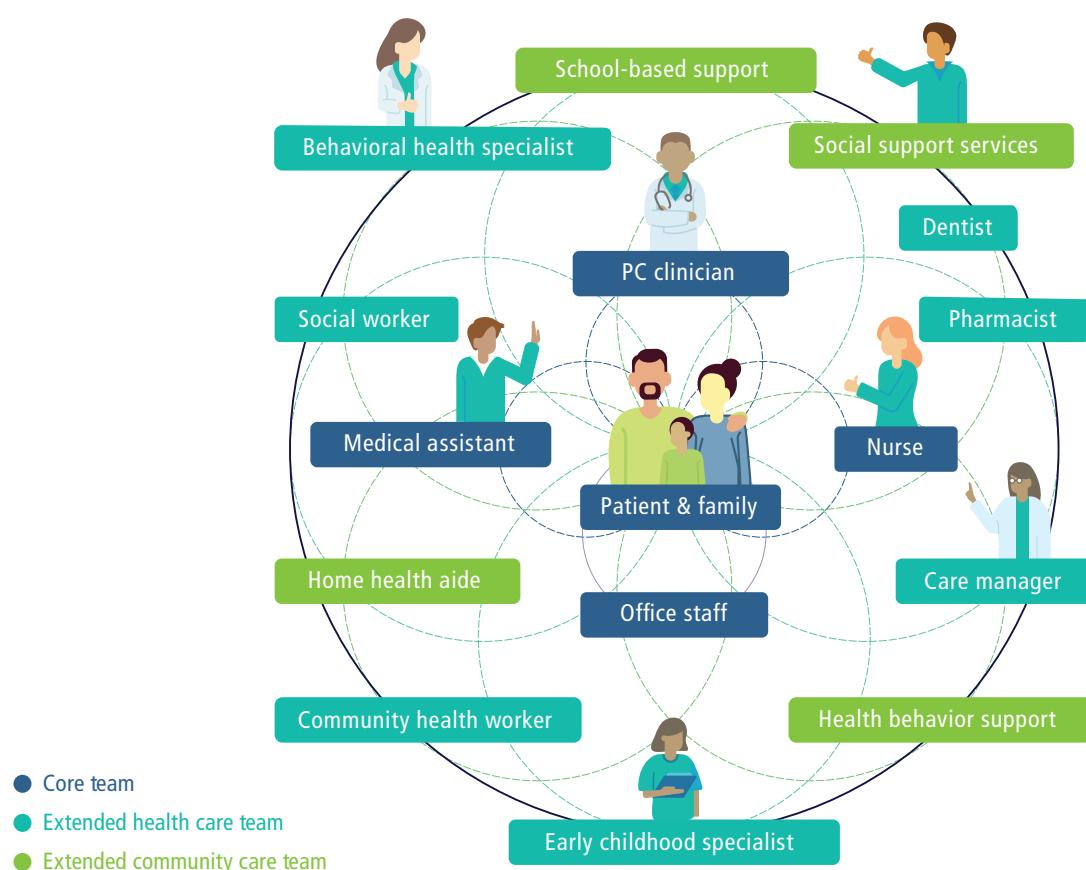 School-based support
Behavioral health specialist
Social support services
Dentist
PC clinician
Social worker
Pharmacist
Medical assistant
Nurse
Patient & family
Home health aide
Care manager
Office staff
Community health worker
Health behavior support
Early childhood specialist
Core team
Extended health care team
Extended community care team